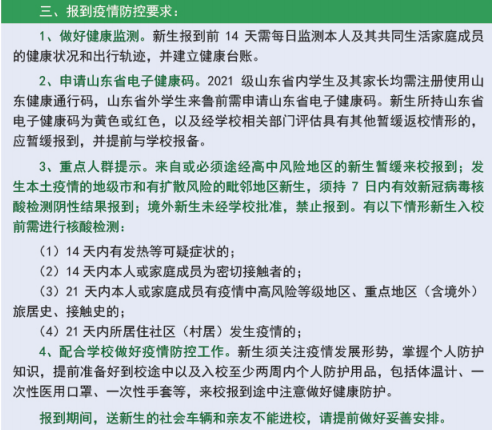 三、报到疫情防控要求：
1、做好健康监测。新生报到前 14 天需每日监测本人及其共同生活家庭成员
的健康状况和出行轨迹，并建立健康台账。
2、申请山东省电子健康码。2021 级山东省内学生及其家长均需注册使用山
东健康通行码，山东省外学生来鲁前需申请山东省电子健康码。新生所持山东省
电子健康码为黄色或红色，以及经学校相关部门评估具有其他暂缓返校情形的，
应暂缓报到，并提前与学校报备。
3、重点人群提示。来自或必须途经高中风险地区的新生暂缓来校报到；发
生本土疫情的地级市和有扩散风险的毗邻地区新生，须持 7 日内有效新冠病毒核
酸检测阴性结果报到；境外新生未经学校批准，禁止报到。有以下情形新生入校
前需进行核酸检测：
（1）14 天内有发热等可疑症状的；
（2）14 天内本人或家庭成员为密切接触者的；
（3）21 天内本人或家庭成员有疫情中高风险等级地区、重点地区（含境外）
旅居史、接触史的；
（4）21 天内所居住社区（村居）发生疫情的；
4、配合学校做好疫情防控工作。新生须关注疫情发展形势，掌握个人防护
知识，提前准备好到校途中以及入校至少两周内个人防护用品，包括体温计、一
次性医用口罩、一次性手套等，来校报到途中注意做好健康防护。
报到期间，送新生的社会车辆和亲友不能进校，请提前做好妥善安排。